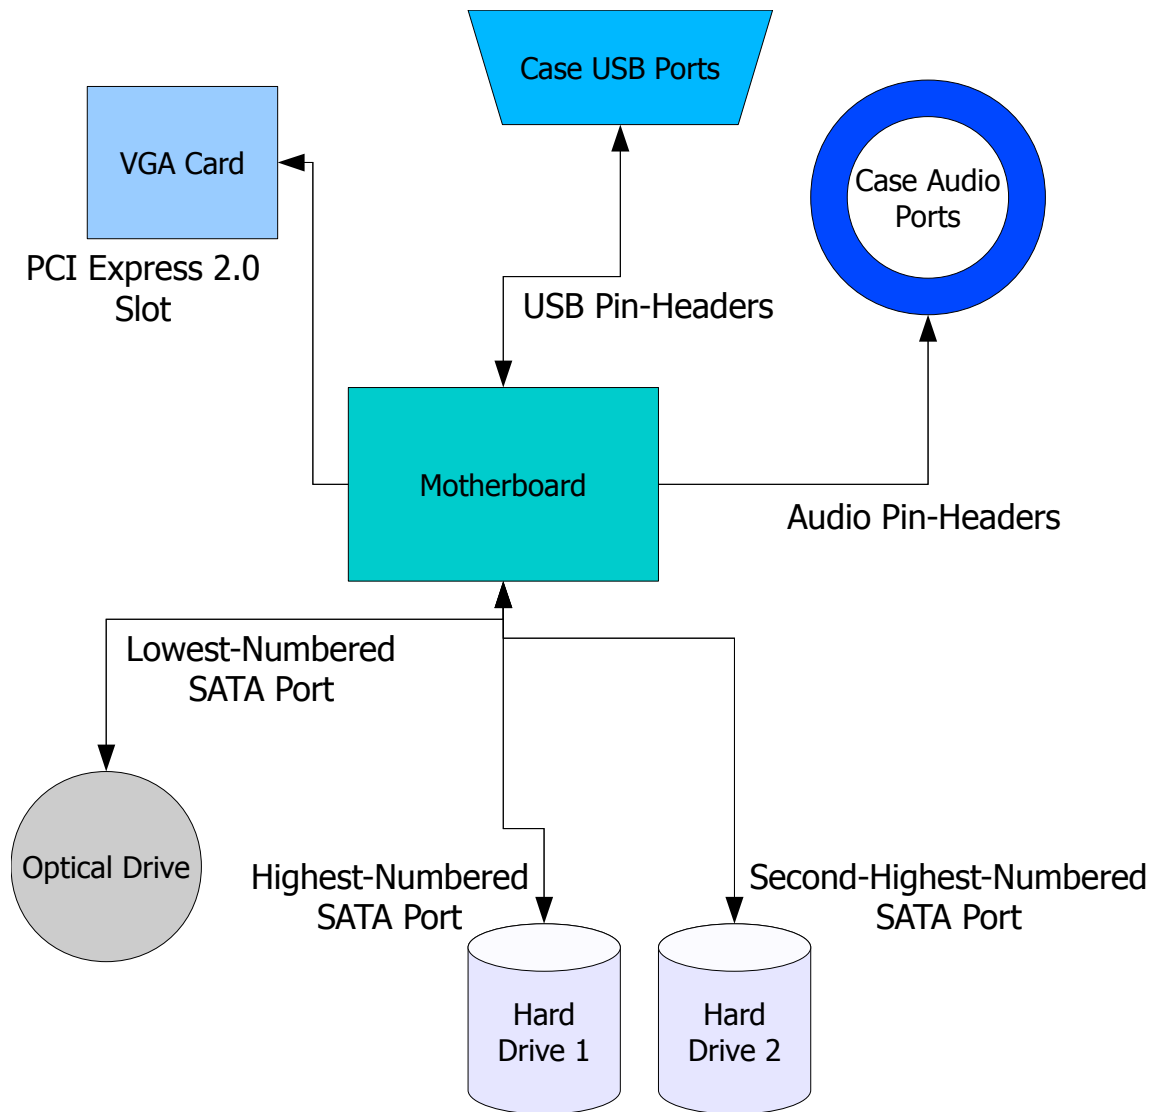 Case USB Ports
VGA Card
Case Audio
Ports
PCI Express 2.0
Slot
USB Pin-Headers
Motherboard
Audio Pin-Headers
Lowest-Numbered
SATA Port
Optical Drive
Highest-Numbered
SATA Port
Second-Highest-Numbered
SATA Port
Hard
Drive 1
Hard
Drive 2